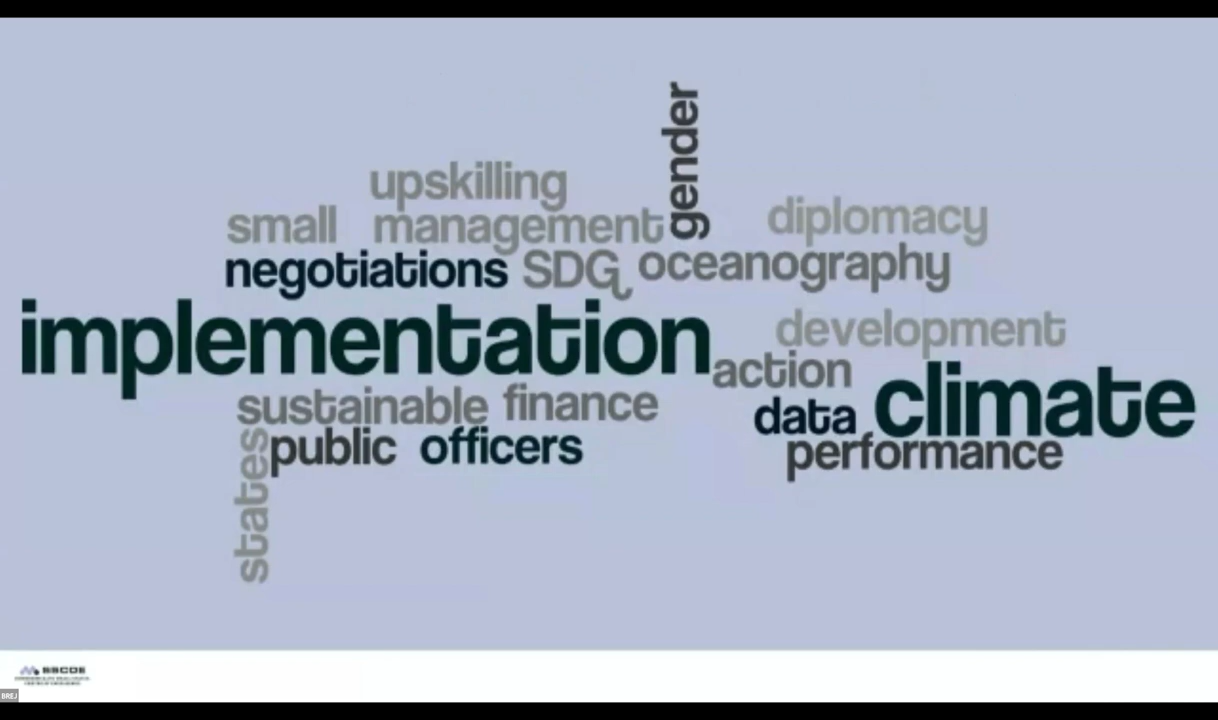 gender
upskilling
small management diplomacy
negotiations SDG oceanography
implementation development
action climate
sustainable finance data
public officers performance
states
SSCOE
BREJ